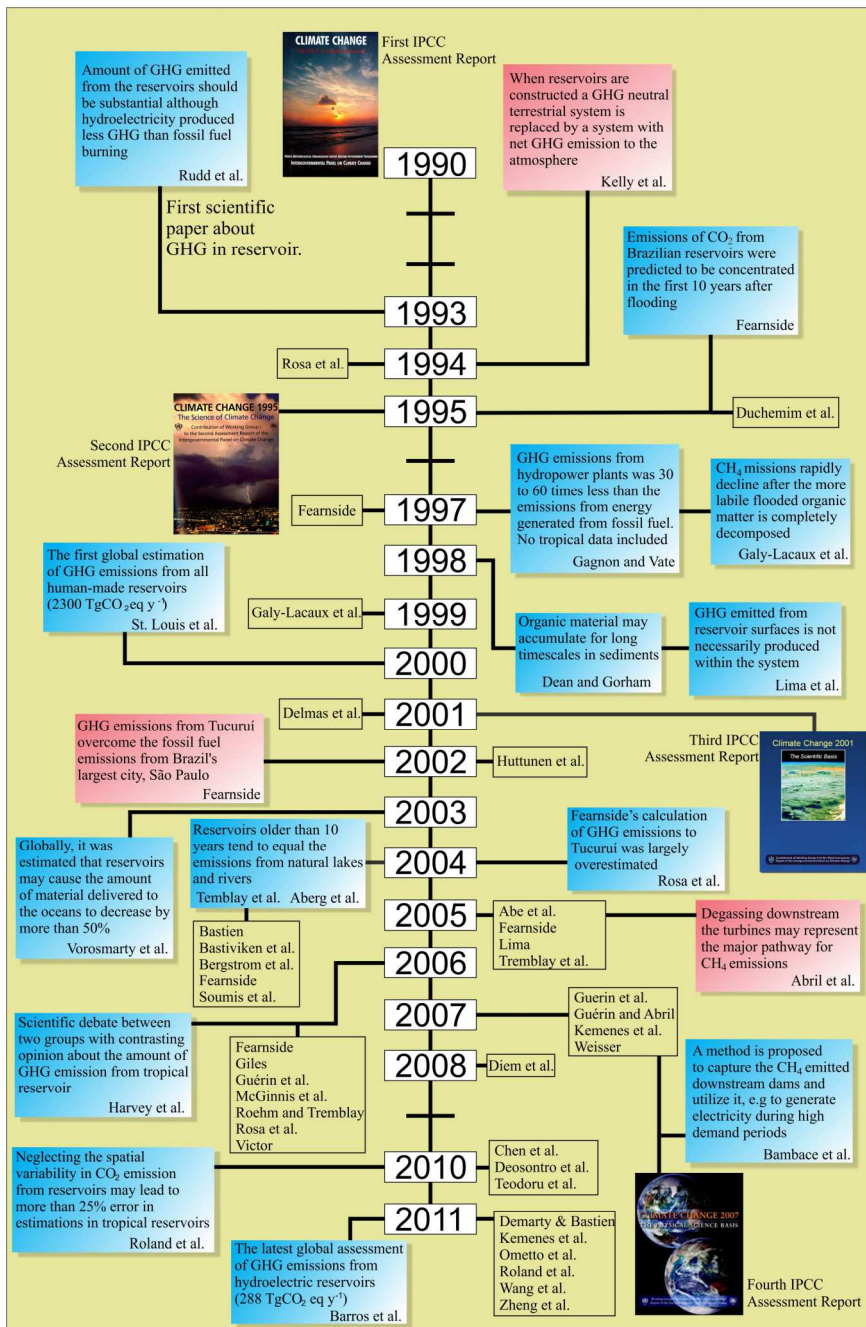 CLIMATE CHANGE
First IPCC
Assessment Report
Amount of GHG emitted
from the reservoirs should
be substantial although
hydroelectricity produced
less GHG than fossil fuel
burning
Rudd et al.
First scientific
paper about
GHG in reservoir.
When reservoirs are
constructed a GHG neutral
terrestrial system is
replaced by a system with
net GHG emission to the
atmosphere
Kelly et al.
INTERGOVERNMENTAL PANEL ON CLIMATE CHANGE
1990
Emissions of CO₂ from
Brazilian reservoirs were
predicted to be concentrated
in the first 10 years after
flooding
Fearnside
1993
Rosa et al.
1994
CLIMATE CHANGE 1995
The Science of Climate Change
Contribution of Working Group I
to the Second Assessment Report of the
Intergovernmental Panel on Climate Change
Second IPCC
Assessment Report
1995
Duchemim et al.
Fearnside
1997
GHG emissions from
hydropower plants was 30
to 60 times less than the
emissions from energy
generated from fossil fuel.
No tropical data included
Gagnon and Vate
CH₄ missions rapidly
decline after the more
labile flooded organic
matter is completely
decomposed
Galy-Lacaux et al.
1998
The first global estimation
of GHG emissions from all
human-made reservoirs
(2300 TgCO₂eq y⁻¹)
St. Louis et al.
Galy-Lacaux et al.
1999
Organic material may
accumulate for long
timescales in sediments
Dean and Gorham
GHG emitted from
reservoir surfaces is not
necessarily produced
within the system
Lima et al.
2000
Delmas et al.
2001
Third IPCC
Assessment Report
Climate Change 2001
The Scientific Basis
GHG emissions from Tucuruí
overcome the fossil fuel
emissions from Brazil's
largest city, São Paulo
Fearnside
2002
Huttunen et al.
2003
Globally, it was
estimated that reservoirs
may cause the amount
of material delivered to
the oceans to decrease by
more than 50%
Vorosmarty et al.
Reservoirs older than 10
years tend to equal the
emissions from natural lakes
and rivers
Temblay et al. Aberg et al.
2004
Fearnside's calculation
of GHG emissions to
Tucuruí was largely
overestimated
Rosa et al.
Bastien
Bastiviken et al.
Bergstrom et al.
Fearnside
Soumis et al.
2005
Abe et al.
Fearnside
Lima
Tremblay et al.
Degassing downstream
the turbines may represent
the major pathway for
CH₄ emissions
Abril et al.
2006
Scientific debate between
two groups with contrasting
opinion about the amount of
GHG emission from tropical
reservoir
Harvey et al.
Fearnside
Giles
Guérin et al.
McGinnis et al.
Roehm and Tremblay
Rosa et al.
Victor
2007
Guerin et al.
Guérin and Abril
Kemenes et al.
Weisser
2008
Diem et al.
A method is proposed
to capture the CH₄ emitted
downstream dams and
utilize it, e.g to generate
electricity during high
demand periods
Bambace et al.
Neglecting the spatial
variability in CO₂ emission
from reservoirs may lead to
more than 25% error in
estimations in tropical reservoirs
Roland et al.
2010
Chen et al.
Deosontro et al.
Teodoru et al.
2011
The latest global assessment
of GHG emissions from
hydroelectric reservoirs
(288 TgCO₂ eq y⁻¹)
Barros et al.
Demarty & Bastien
Kemenes et al.
Ometto et al.
Roland et al.
Wang et al.
Zheng et al.
CLIMATE CHANGE 2007
THE PHYSICAL SCIENCE BASIS
Fourth IPCC
Assessment Report